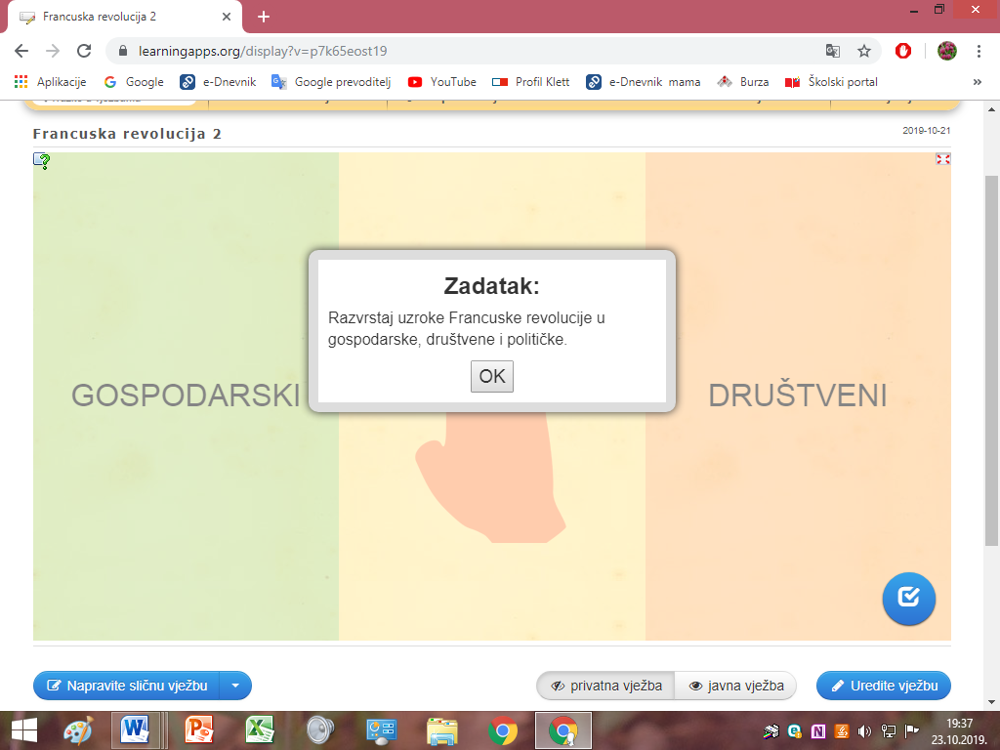 Francuska revolucija 2
learningapps.org/display?v=p7k65eost19
Aplikacije Google e-Dnevnik Google prevoditelj YouTube Profil Klett e-Dnevnik mama Burza Školski portal »
Francuska revolucija 2
2019-10-21
Zadatak:
Razvrstaj uzroke Francuske revolucije u
gospodarske, društvene i političke.
OK
GOSPODARSKI
DRUŠTVENI
Napravite sličnu vježbu
privatna vježba
javna vježba
Uredite vježbu
19:37
23.10.2019.